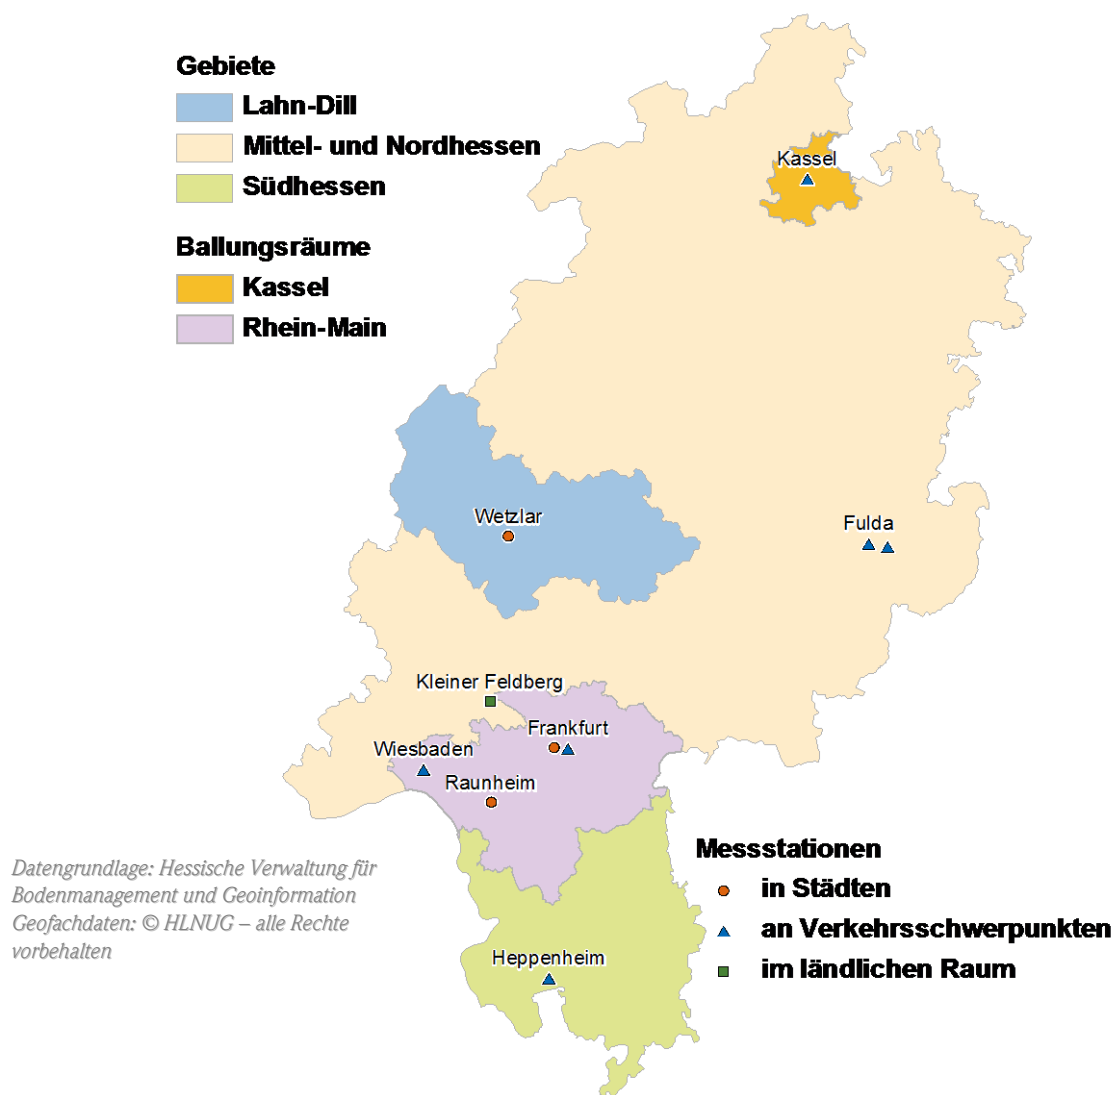 Gebiete
Lahn-Dill
Mittel- und Nordhessen
Südhessen
Ballungsräume
Kassel
Rhein-Main
Kassel
Wetzlar
Fulda
Kleiner Feldberg
Frankfurt
Wiesbaden
Raunheim
Heppenheim
Messstationen
in Städten
an Verkehrsschwerpunkten
im ländlichen Raum
Datengrundlage: Hessische Verwaltung für
Bodenmanagement und Geoinformation
Geofachdaten: © HLNUG – alle Rechte
vorbehalten